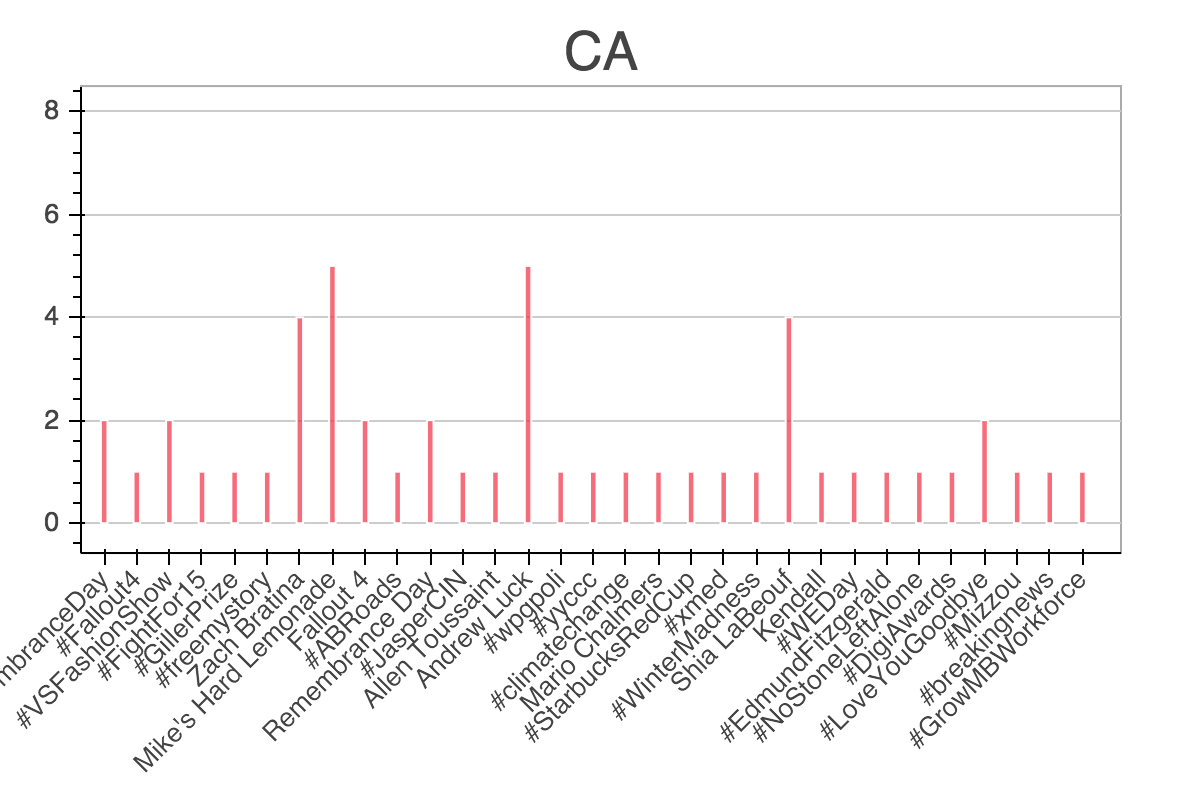 CA
8
6
4
2
0
mbranceDay
#Fallout4
#VSFashionShow
#FightFor15
#GillerPrize
#freemystory
Zach Bratina
Mike's Hard Lemonade
Fallout 4
#ABRoads
Remembrance Day
#JasperCIN
Allen Toussaint
Andrew Luck
#wpgpoli
#yyccc
#climatechange
Mario Chalmers
#StarbucksRedCup
#xmed
#WinterMadness
Shia LaBeouf
Kendall
#NEDay
#EdmundFitzgerald
#NoStoneLeftAlone
#DigiAwards
#LoveYouGoodbye
#Mizzou
#breakingnews
#GrowMBWorkforce